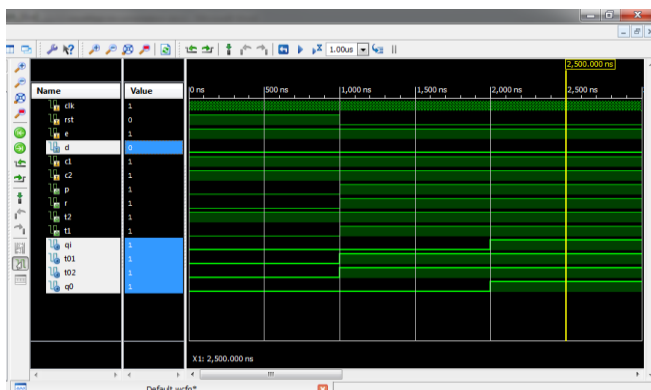 1.00us
2,500.000 ns
Name Value
0 ns 500 ns 1,000 ns 1,500 ns 2,000 ns 2,500 ns
clk 1
rst 0
e 1
d 0
c1 1
c2 1
p 1
r 1
t2 1
t1 1
qi 1
t01 1
t02 1
q0 1
X1: 2,500.000 ns
Default.wcfg*